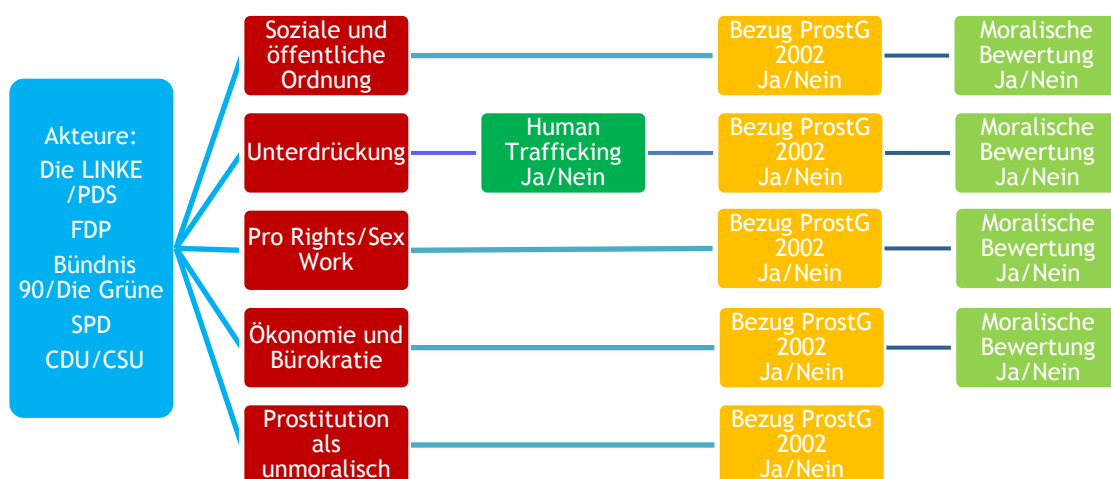 Akteure:
Die LINKE
/PDS
FDP
Bündnis
90/Die Grüne
SPD
CDU/CSU
Soziale und
öffentliche
Ordnung
Bezug ProstG
2002
Ja/Nein
Moralische
Bewertung
Ja/Nein
Unterdrückung
Human
Trafficking
Ja/Nein
Bezug ProstG
2002
Ja/Nein
Moralische
Bewertung
Ja/Nein
Pro Rights/Sex
Work
Bezug ProstG
2002
Ja/Nein
Moralische
Bewertung
Ja/Nein
Ökonomie und
Bürokratie
Bezug ProstG
2002
Ja/Nein
Moralische
Bewertung
Ja/Nein
Prostitution
als
unmoralisch
Bezug ProstG
2002
Ja/Nein